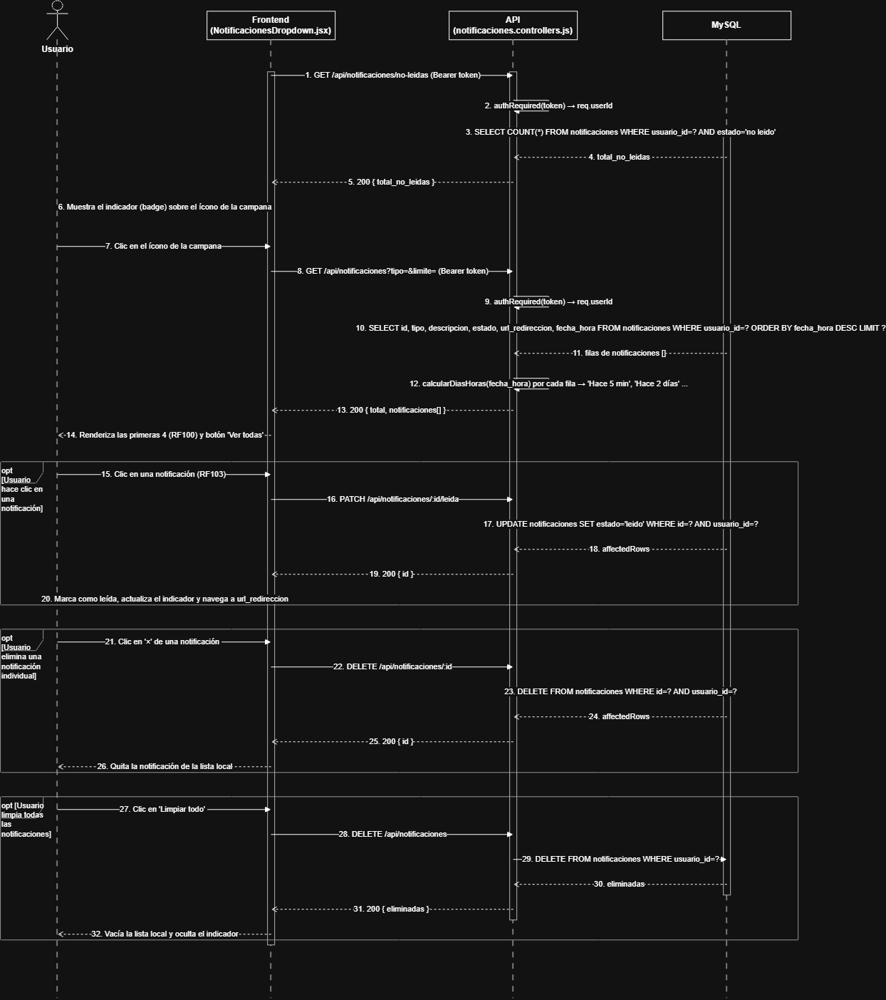 Usuario
Frontend
(NotificacionesDropdown.jsx)
API
(notificaciones.controllers.js)
MySQL
1. GET /api/notificaciones/no-leidas (Bearer token)
2. authRequired(token) → req.userId
3. SELECT COUNT(*) FROM notificaciones WHERE usuario_id=? AND estado='no leido'
4. total_no_leidas
5. 200 { total_no_leidas }
6. Muestra el indicador (badge) sobre el ícono de la campana
7. Clic en el ícono de la campana
8. GET /api/notificaciones?tipo=&limite= (Bearer token)
9. authRequired(token) → req.userId
10. SELECT id, tipo, descripcion, estado, url_redireccion, fecha_hora FROM notificaciones WHERE usuario_id=? ORDER BY fecha_hora DESC LIMIT ?
11. filas de notificaciones []
12. calcularDiasHoras(fecha_hora) por cada fila → 'Hace 5 min', 'Hace 2 días' ...
13. 200 { total, notificaciones[] }
14. Renderiza las primeras 4 (RF100) y botón 'Ver todas'
opt
[Usuario
hace clic en
una
notificación]
15. Clic en una notificación (RF103)
16. PATCH /api/notificaciones/:id/leida
17. UPDATE notificaciones SET estado='leido' WHERE id=? AND usuario_id=?
18. affectedRows
19. 200 { id }
20. Marca como leída, actualiza el indicador y navega a url_redireccion
opt
[Usuario
elimina una
notificación
individual]
21. Clic en '×' de una notificación
22. DELETE /api/notificaciones/:id
23. DELETE FROM notificaciones WHERE id=? AND usuario_id=?
24. affectedRows
25. 200 { id }
26. Quita la notificación de la lista local
opt [Usuario
limpia todas
las
notificaciones]
27. Clic en 'Limpiar todo'
28. DELETE /api/notificaciones
29. DELETE FROM notificaciones WHERE usuario_id=?
30. eliminadas
31. 200 { eliminadas }
32. Vacía la lista local y oculta el indicador